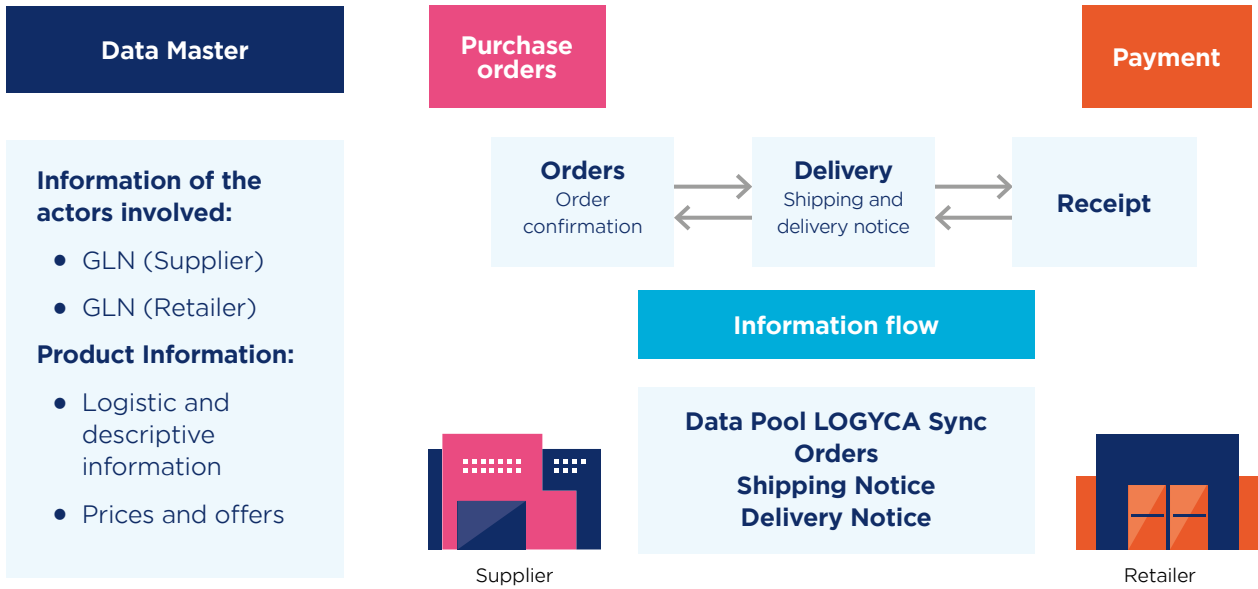 Data Master
Information of the
actors involved:
• GLN (Supplier)
• GLN (Retailer)
Product Information:
• Logistic and
descriptive
information
• Prices and offers
Purchase
orders
Payment
Orders
Order
confirmation
Delivery
Shipping and
delivery notice
Receipt
Information flow
Data Pool LOGYCA Sync
Orders
Shipping Notice
Delivery Notice
Supplier
Retailer